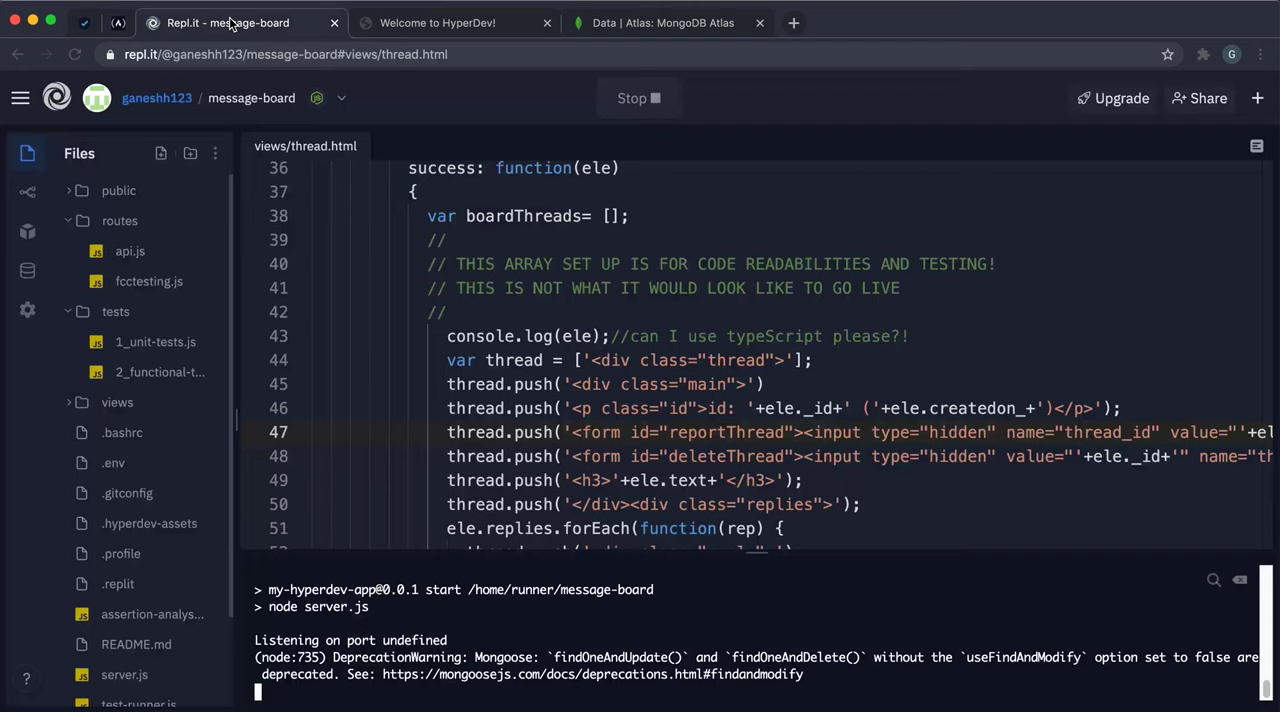 Repl.it - message-board
Welcome to HyperDev!
Data | Atlas: MongoDB Atlas
repl.it/@ganeshh123/message-board#views/thread.html
G
ganeshh123 / message-board
Stop
Upgrade
Share
Files
public
routes
JS api.js
JS fcctesting.js
tests
JS 1_unit-tests.js
JS 2_functional-t...
views
.bashrc
.env
.gitconfig
.hyperdev-assets
.profile
.replit
JS assertion-analys...
README.md
JS server.js
JS test-runner.js
?
views/thread.html
36 success: function(ele)
37 {
38 var boardThreads= [];
39 //
40 // THIS ARRAY SET UP IS FOR CODE READABILITIES AND TESTING!
41 // THIS IS NOT WHAT IT WOULD LOOK LIKE TO GO LIVE
42 //
43 console.log(ele);//can I use typeScript please?!
44 var thread = ['<div class="thread">'];
45 thread.push('<div class="main">')
46 thread.push('<p class="id">id: '+ele._id+' ('+ele.createdon_+')</p>');
47 thread.push('<form id="reportThread"><input type="hidden" name="thread_id" value="'+el
48 thread.push('<form id="deleteThread"><input type="hidden" value="'+ele._id+'" name="th
49 thread.push('<h3>'+ele.text+'</h3>');
50 thread.push('</div><div class="replies">');
51 ele.replies.forEach(function(rep) {
> my-hyperdev-app@0.0.1 start /home/runner/message-board
> node server.js
Listening on port undefined
(node:735) DeprecationWarning: Mongoose: `findOneAndUpdate()` and `findOneAndDelete()` without the `useFindAndModify` option set to false are
deprecated. See: https://mongoosejs.com/docs/deprecations.html#findandmodify